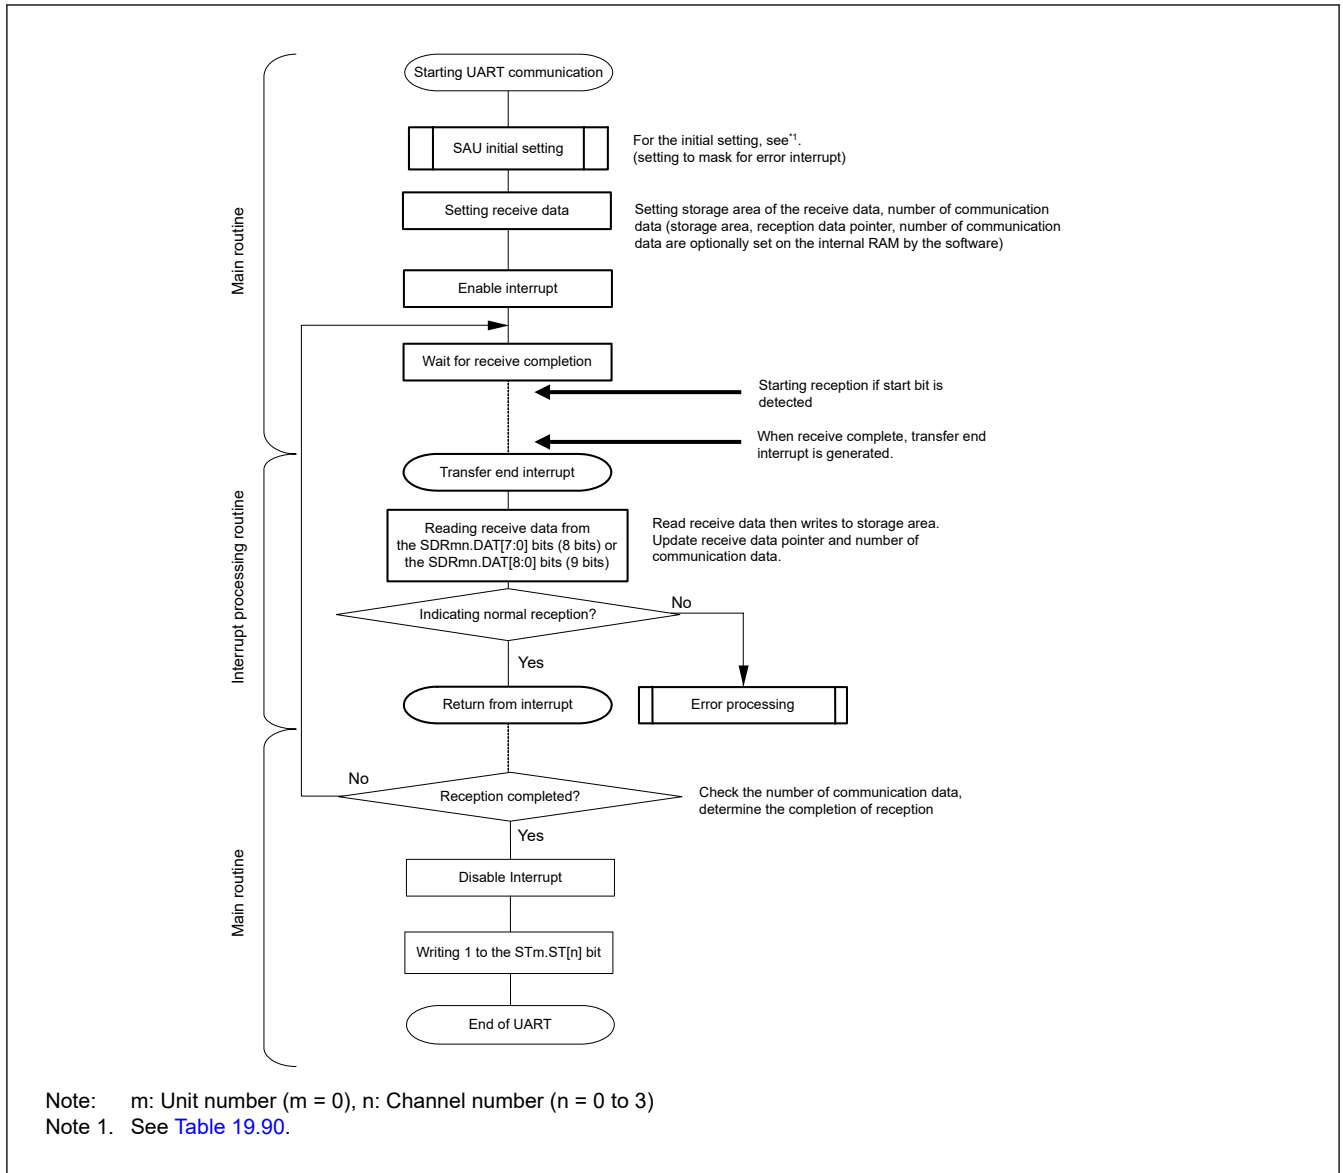 Starting UART communication
SAU initial setting
For the initial setting, see*1.
(setting to mask for error interrupt)
Setting receive data
Setting storage area of the receive data, number of communication
data (storage area, reception data pointer, number of communication
data are optionally set on the internal RAM by the software)
Main routine
Enable interrupt
Wait for receive completion
Starting reception if start bit is
detected
When receive complete, transfer end
interrupt is generated.
Transfer end interrupt
Reading receive data from
the SDRmn.DAT[7:0] bits (8 bits) or
the SDRmn.DAT[8:0] bits (9 bits)
Read receive data then writes to storage area.
Update receive data pointer and number of
communication data.
Interrupt processing routine
Indicating normal reception?
No
Yes
Return from interrupt
Error processing
No
Reception completed?
Check the number of communication data,
determine the completion of reception
Yes
Main routine
Disable Interrupt
Writing 1 to the STm.ST[n] bit
End of UART
Note: m: Unit number (m = 0), n: Channel number (n = 0 to 3)
Note 1. See Table 19.90.